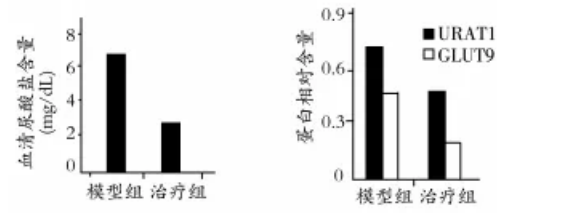 血清尿酸盐含量
(mg/dL)
8
6
4
2
0
模型组 治疗组
蛋白相对含量
0.9
0.6
0.3
0
URAT1
GLUT9
模型组 治疗组